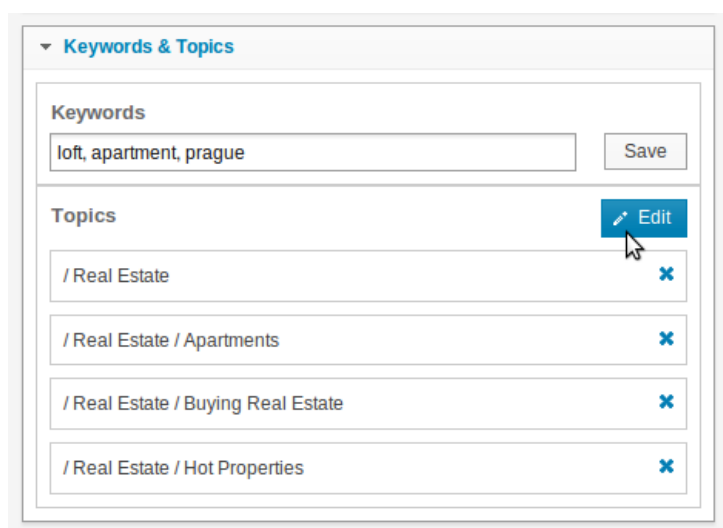 Keywords & Topics
Keywords
loft, apartment, prague
Save
Topics
Edit
/ Real Estate
/ Real Estate / Apartments
/ Real Estate / Buying Real Estate
/ Real Estate / Hot Properties